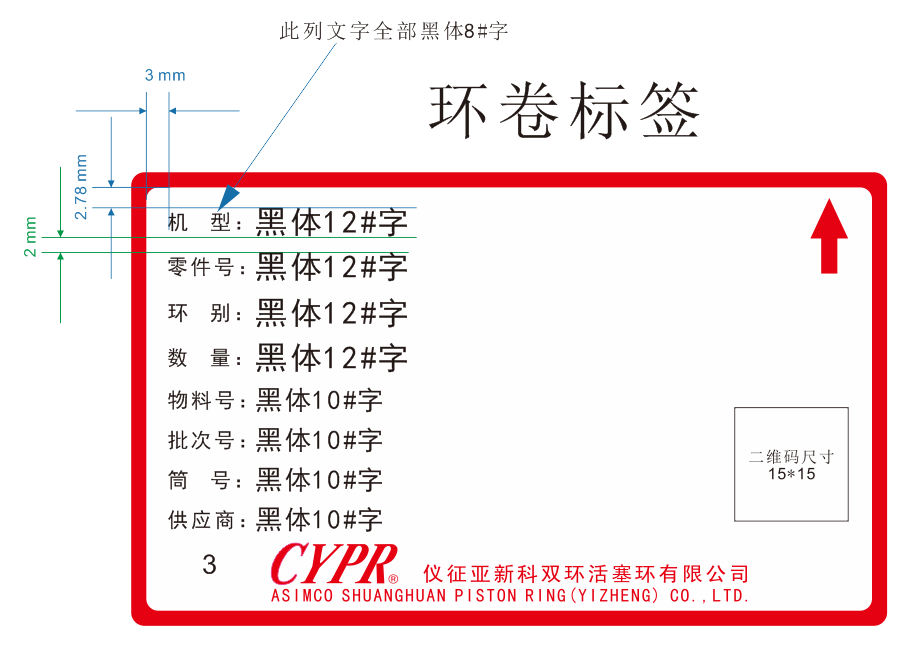 此列文字全部黑体8#字
3 mm
环卷标签
2.78 mm
2 mm
机 型：黑体12#字
零件号：黑体12#字
环 别：黑体12#字
数 量：黑体12#字
物料号：黑体10#字
批次号：黑体10#字
筒 号：黑体10#字
供应商：黑体10#字
二维码尺寸
15*15
3
CYPR® 仪征亚新科双环活塞环有限公司
ASIMCO SHUANGHUAN PISTON RING(YIZHENG) CO.,LTD.